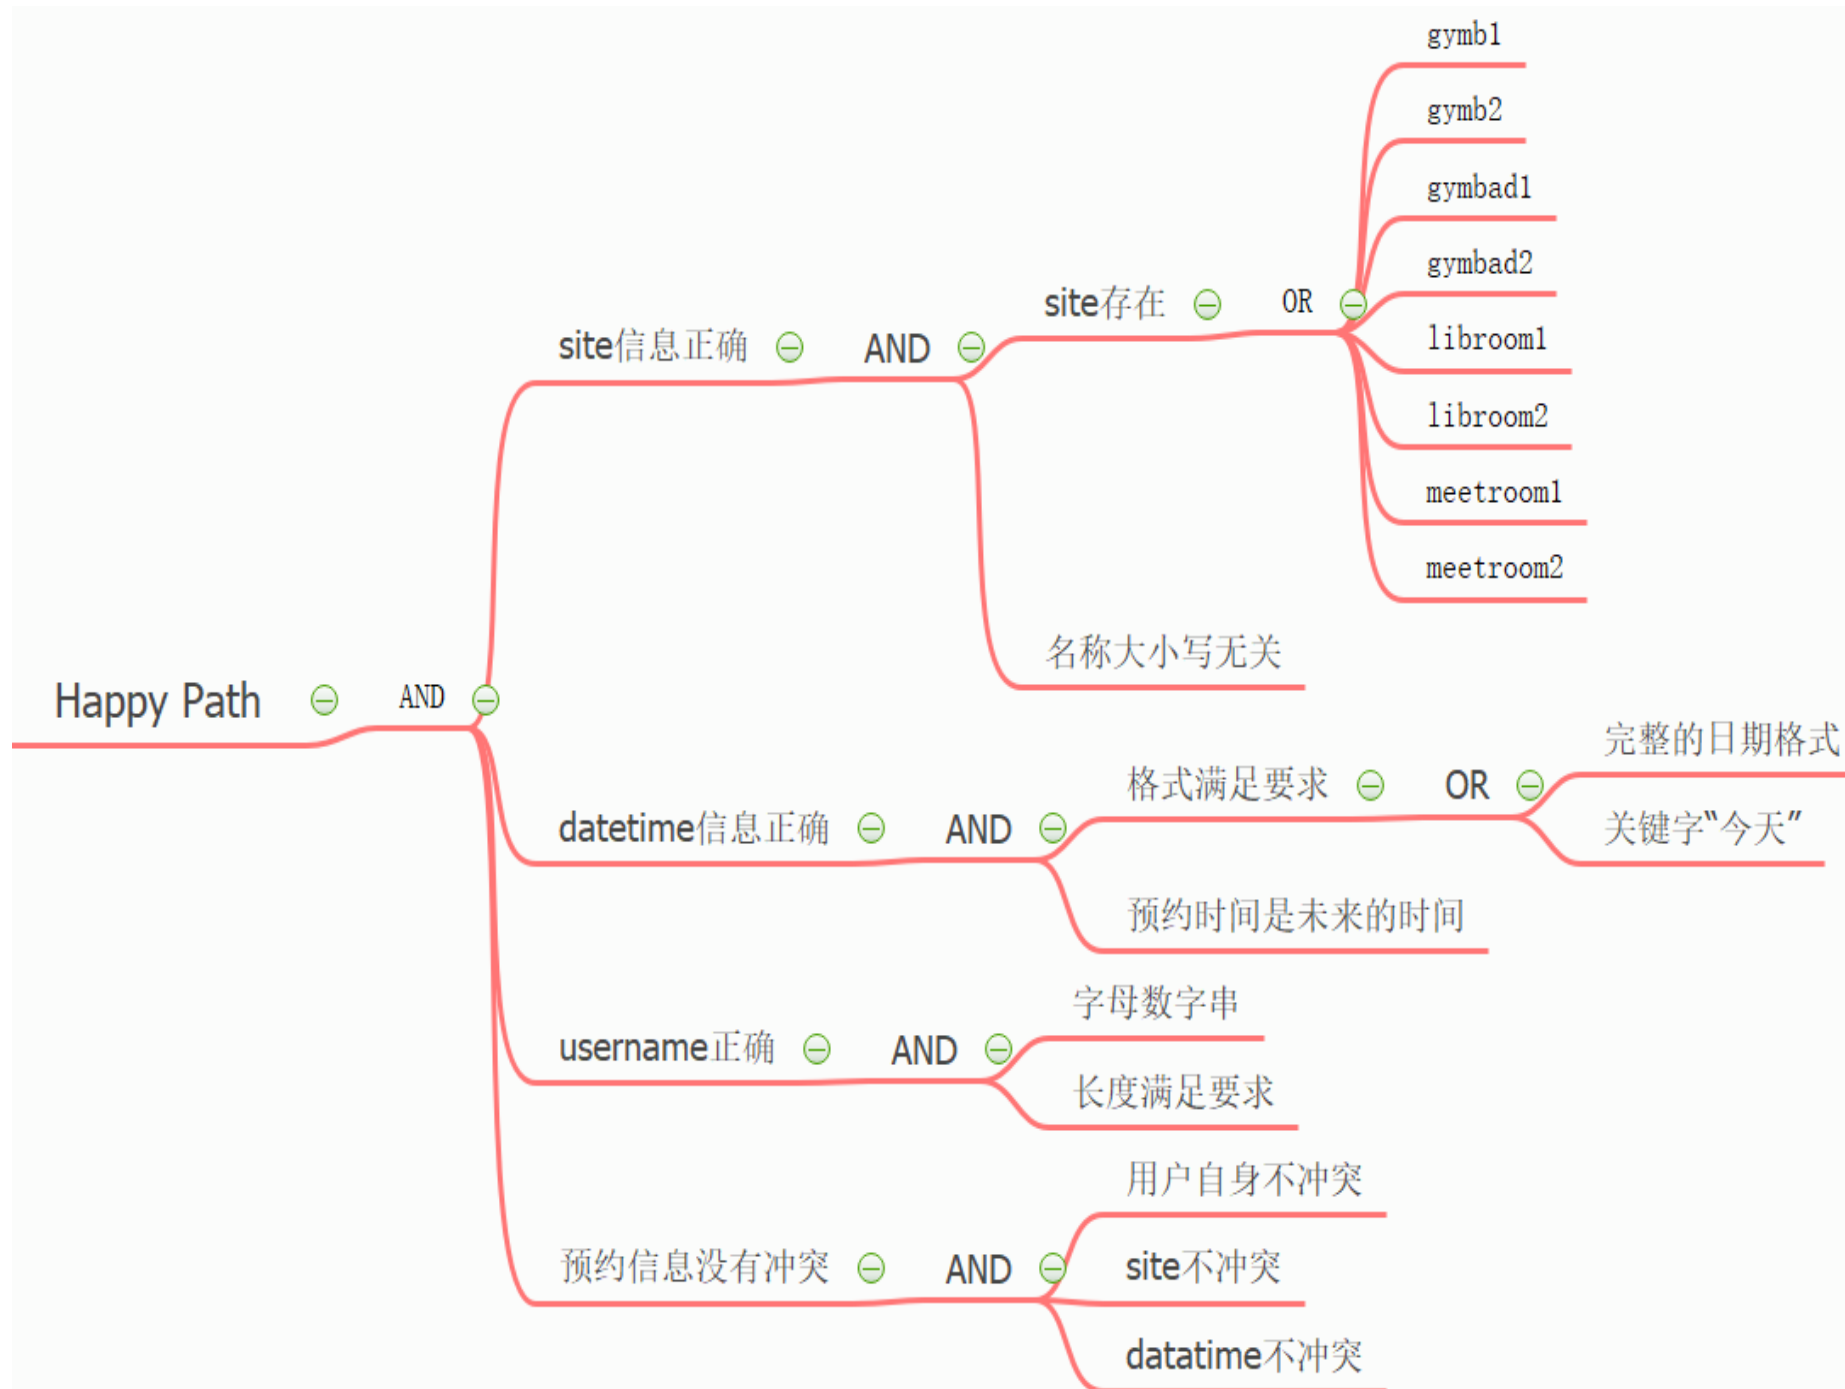 gymb1
gymb2
gymbad1
gymbad2
site存在 OR
libroom1
site信息正确 AND
libroom2
meetroom1
meetroom2
名称大小写无关
Happy Path AND
完整的日期格式
格式满足要求 OR
datetime信息正确 AND
关键字“今天”
预约时间是未来的时间
字母数字串
username正确 AND
长度满足要求
用户自身不冲突
预约信息没有冲突 AND
site不冲突
datatime不冲突